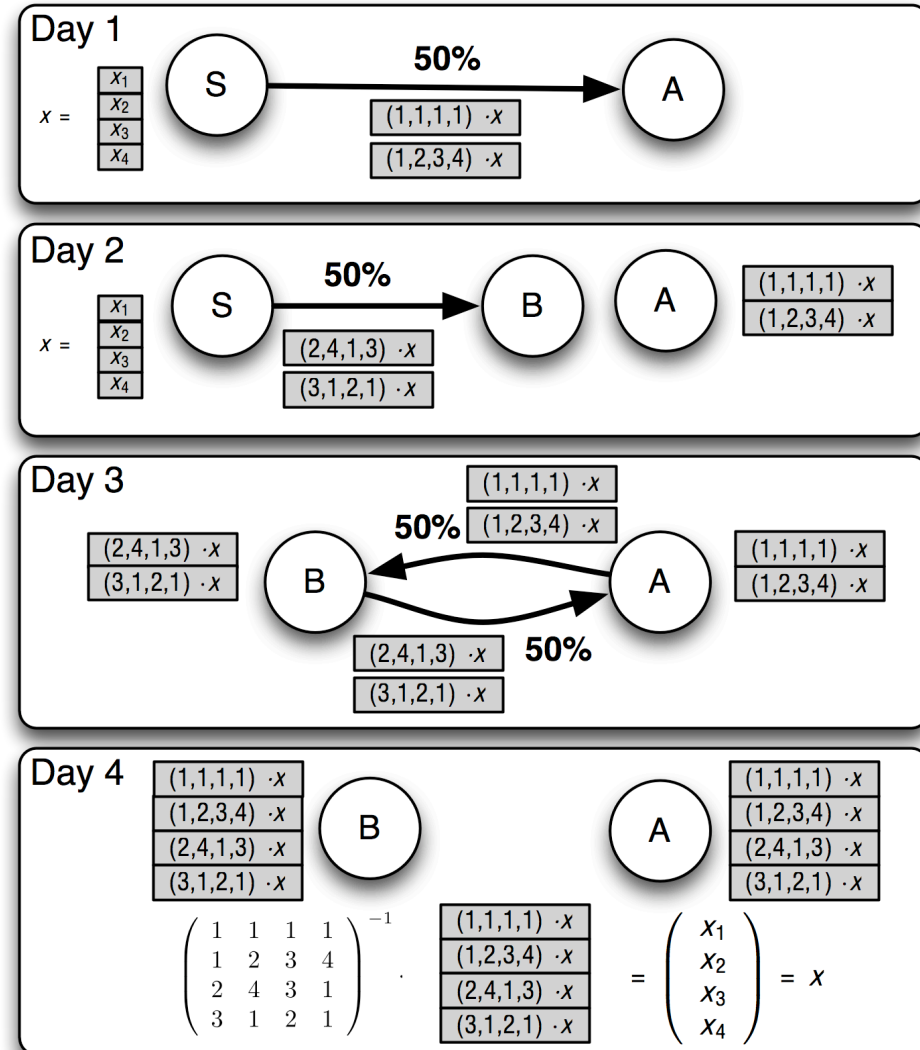 Day 1
50%
S
A
x =
x1
x2
x3
x4
(1,1,1,1) ·x
(1,2,3,4) ·x
Day 2
50%
S
B
A
x =
x1
x2
x3
x4
(2,4,1,3) ·x
(3,1,2,1) ·x
(1,1,1,1) ·x
(1,2,3,4) ·x
Day 3
(1,1,1,1) ·x
(1,2,3,4) ·x
50%
(2,4,1,3) ·x
(3,1,2,1) ·x
B
A
(1,1,1,1) ·x
(1,2,3,4) ·x
50%
(2,4,1,3) ·x
(3,1,2,1) ·x
Day 4
(1,1,1,1) ·x
(1,2,3,4) ·x
(2,4,1,3) ·x
(3,1,2,1) ·x
B
A
(1,1,1,1) ·x
(1,2,3,4) ·x
(2,4,1,3) ·x
(3,1,2,1) ·x
1 1 1 1
1 2 3 4
2 4 3 1
3 1 2 1
−1
·
(1,1,1,1) ·x
(1,2,3,4) ·x
(2,4,1,3) ·x
(3,1,2,1) ·x
=
x1
x2
x3
x4
= x